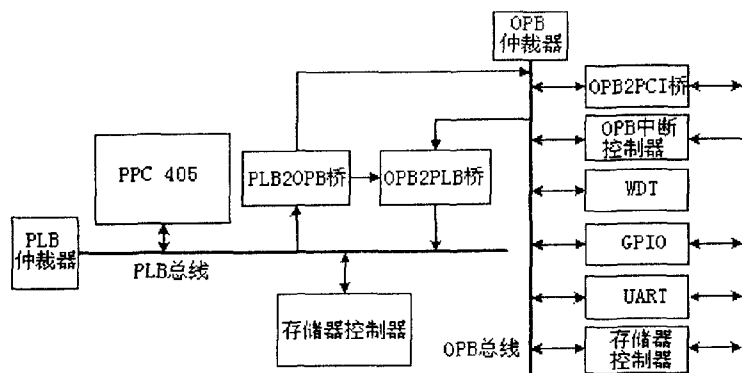 OPB
仲裁器
OPB2PCI桥
OPB中断
控制器
PPC 405
PLB2OPB桥
OPB2PLB桥
WDT
PLB
仲裁器
GPIO
PLB总线
UART
存储器控制器
OPB总线
存储器
控制器